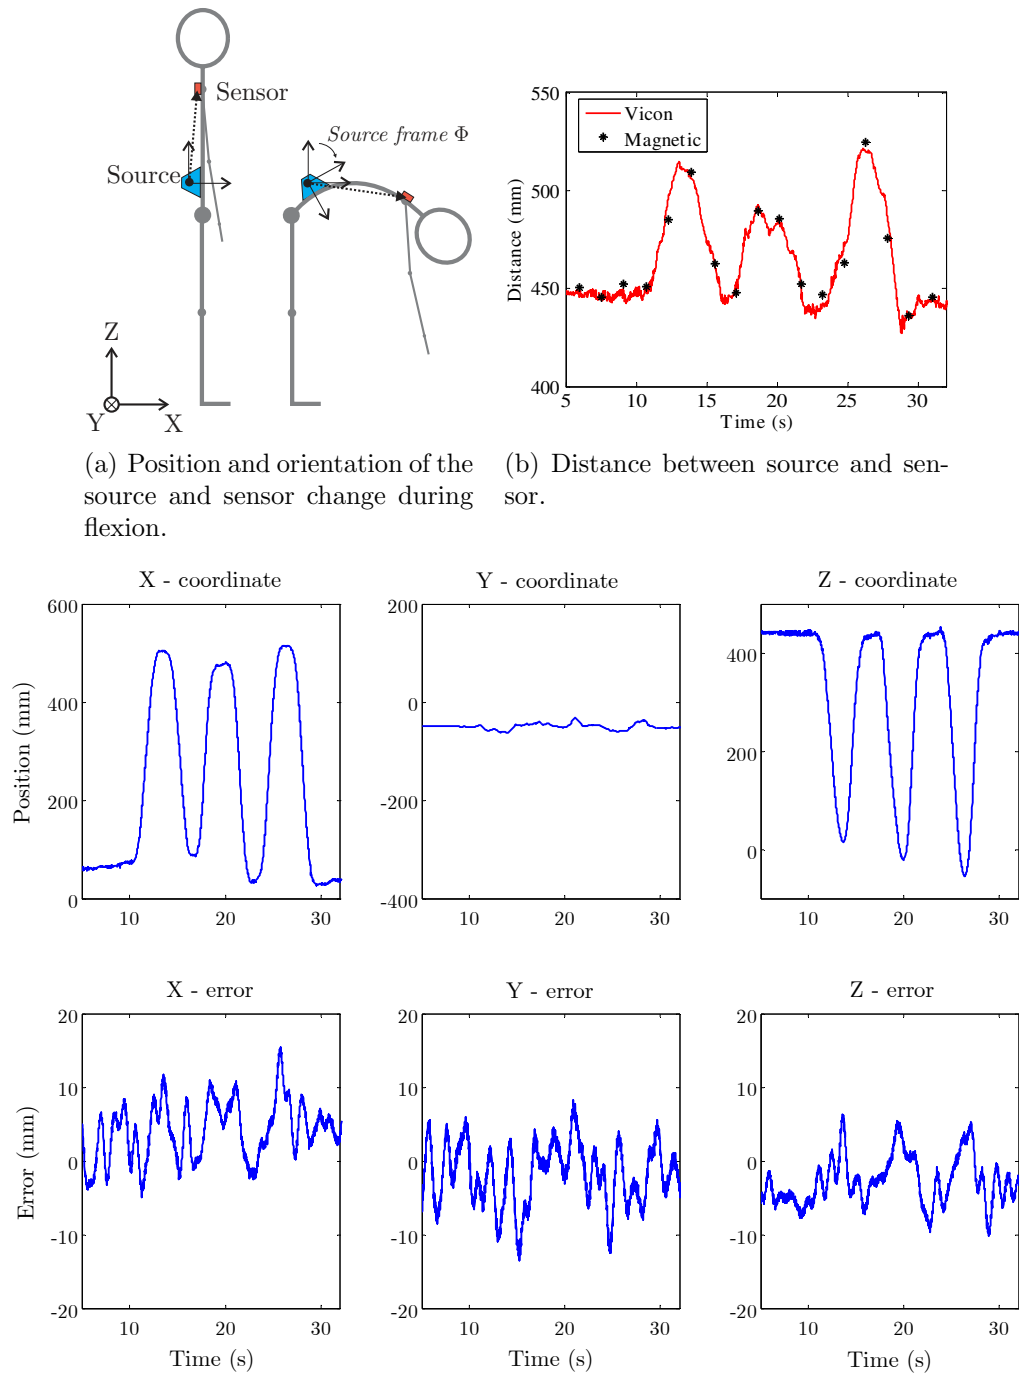 Sensor
Source frame Φ
Source
Z
Y
X
550
500
450
400
Distance (mm)
Vicon
Magnetic
5
10
15
20
25
30
Time (s)
(a) Position and orientation of the
source and sensor change during
flexion.
(b) Distance between source and sen-
sor.
X - coordinate
Y - coordinate
Z - coordinate
Position (mm)
600
400
200
0
10
20
30
200
0
-200
-400
10
20
30
400
200
0
10
20
30
X - error
Y - error
Z - error
Error (mm)
20
10
0
-10
-20
10
20
30
Time (s)
20
10
0
-10
-20
10
20
30
Time (s)
20
10
0
-10
-20
10
20
30
Time (s)